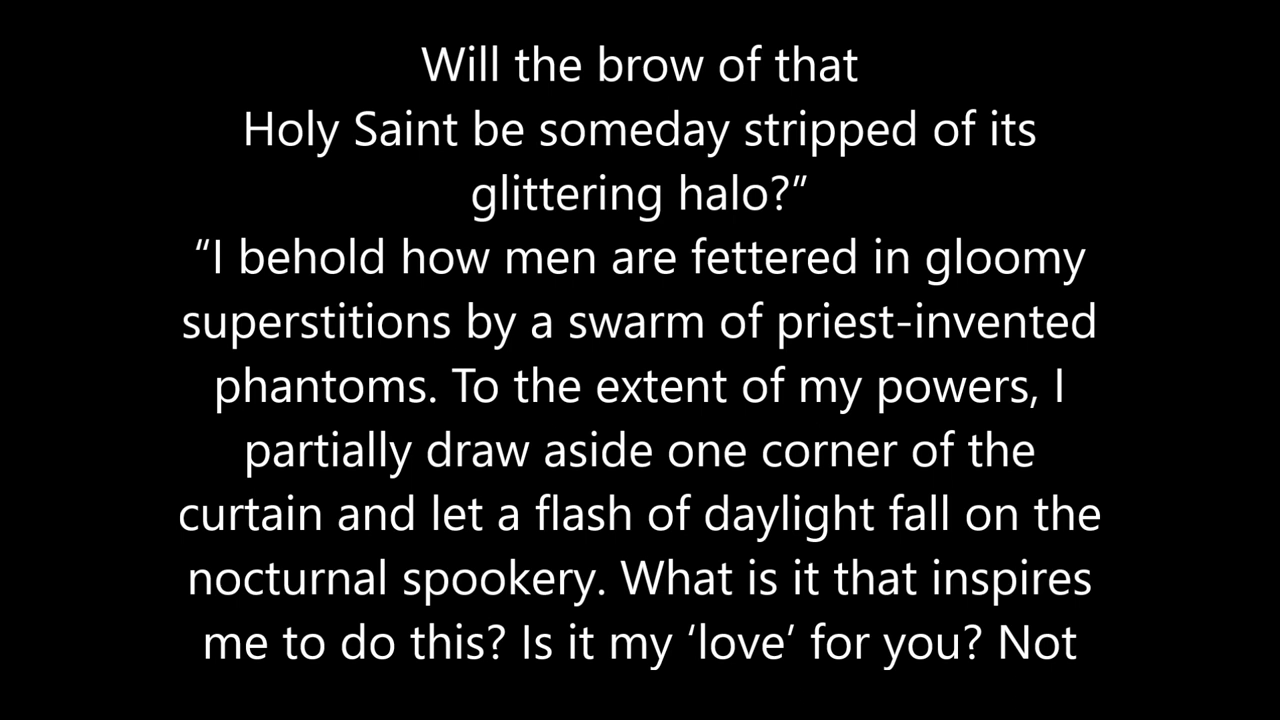 Will the brow of that
Holy Saint be someday stripped of its
glittering halo?”
“I behold how men are fettered in gloomy
superstitions by a swarm of priest-invented
phantoms. To the extent of my powers, I
partially draw aside one corner of the
curtain and let a flash of daylight fall on the
nocturnal spookery. What is it that inspires
me to do this? Is it my ‘love’ for you? Not